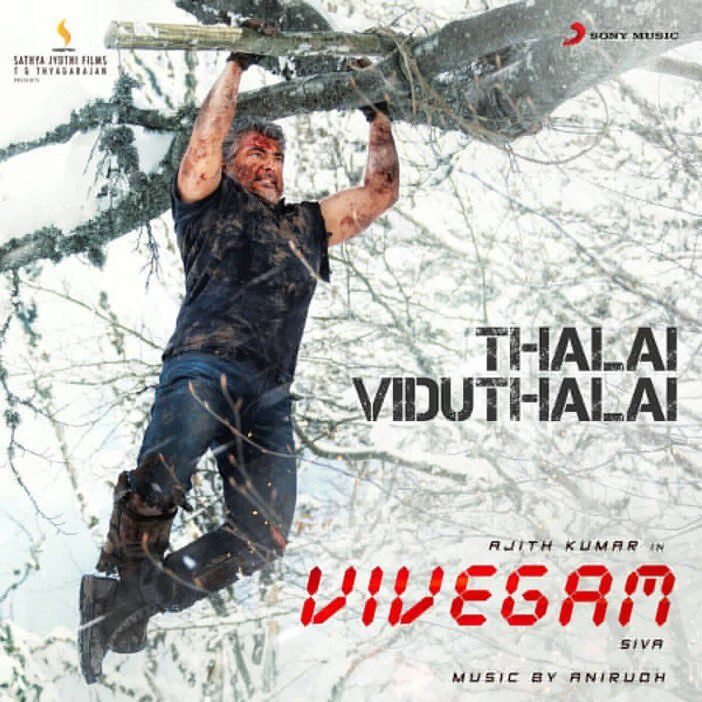 SATHYA JYOTHI FILMS
T G THYAGARAJAN
PRESENTS
SONY MUSIC
THALAI
VIDUTHALAI
AJITH KUMAR IN
VIVEGAM
SIVA
MUSIC BY ANIRUDH